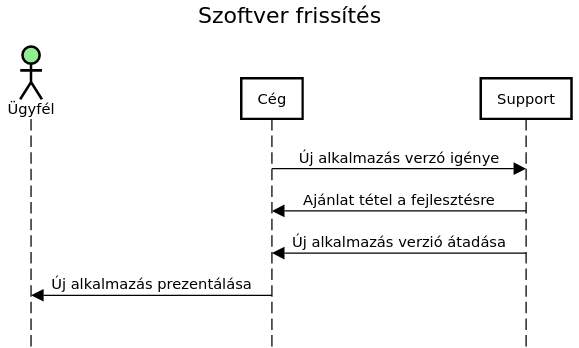 Szoftver frissítés
Ügyfél
Cég
Support
Új alkalmazás verzó igénye
Ajánlat tétel a fejlesztésre
Új alkalmazás verzió átadása
Új alkalmazás prezentálása